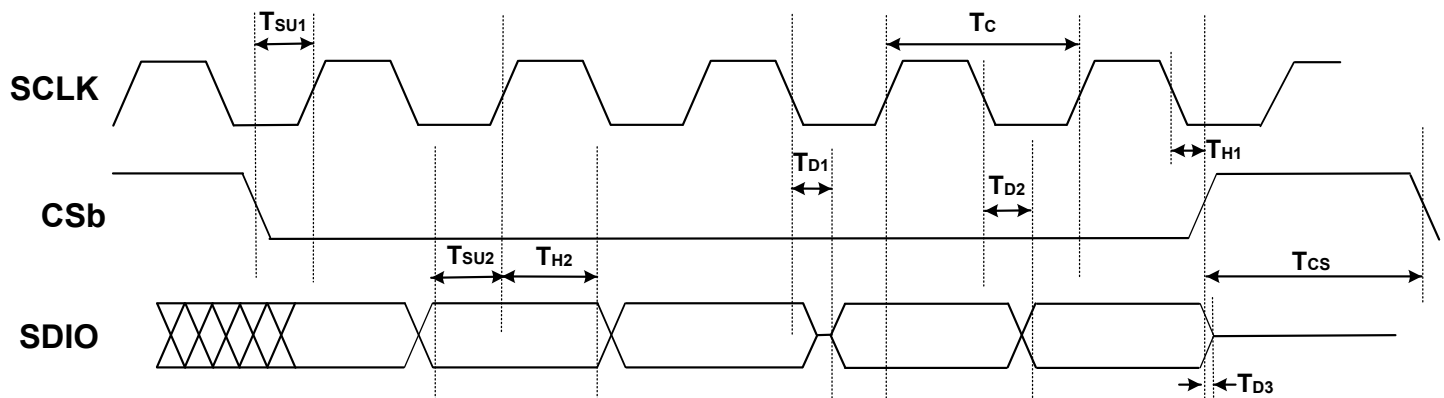 TSU1
TC
SCLK
TH1
TD1
TD2
CSb
TSU2
TH2
TCS
SDIO
TD3